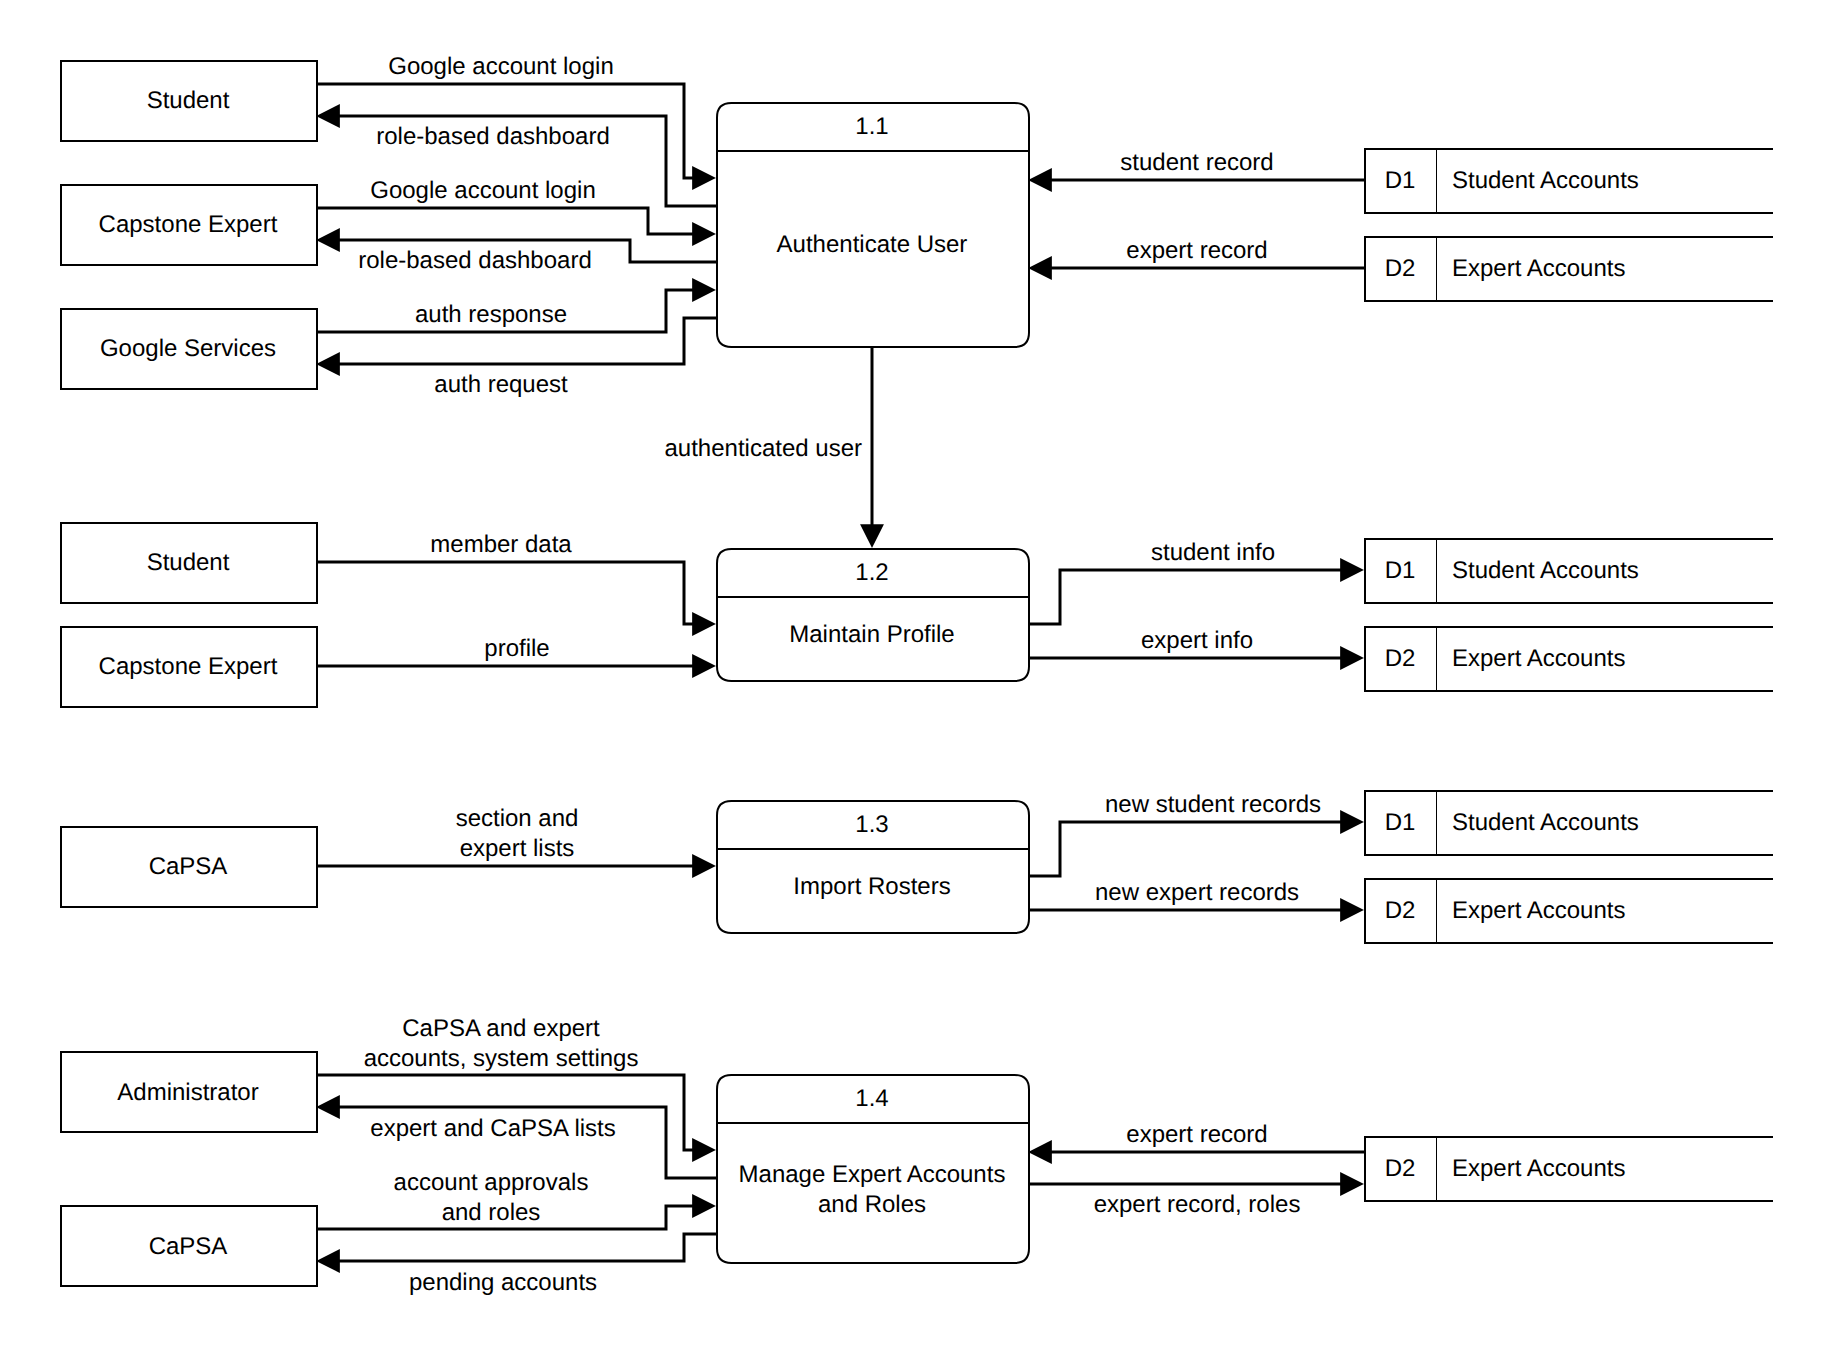 Google account login
Student
role-based dashboard
1.1
student record
D1 Student Accounts
Google account login
Capstone Expert
role-based dashboard
Authenticate User
expert record
D2 Expert Accounts
auth response
Google Services
auth request
authenticated user
Student
member data
1.2
student info
D1 Student Accounts
Capstone Expert
profile
Maintain Profile
expert info
D2 Expert Accounts
section and
expert lists
CaPSA
1.3
Import Rosters
new student records
D1 Student Accounts
new expert records
D2 Expert Accounts
CaPSA and expert
accounts, system settings
Administrator
expert and CaPSA lists
1.4
Manage Expert Accounts
and Roles
expert record
D2 Expert Accounts
expert record, roles
account approvals
and roles
CaPSA
pending accounts